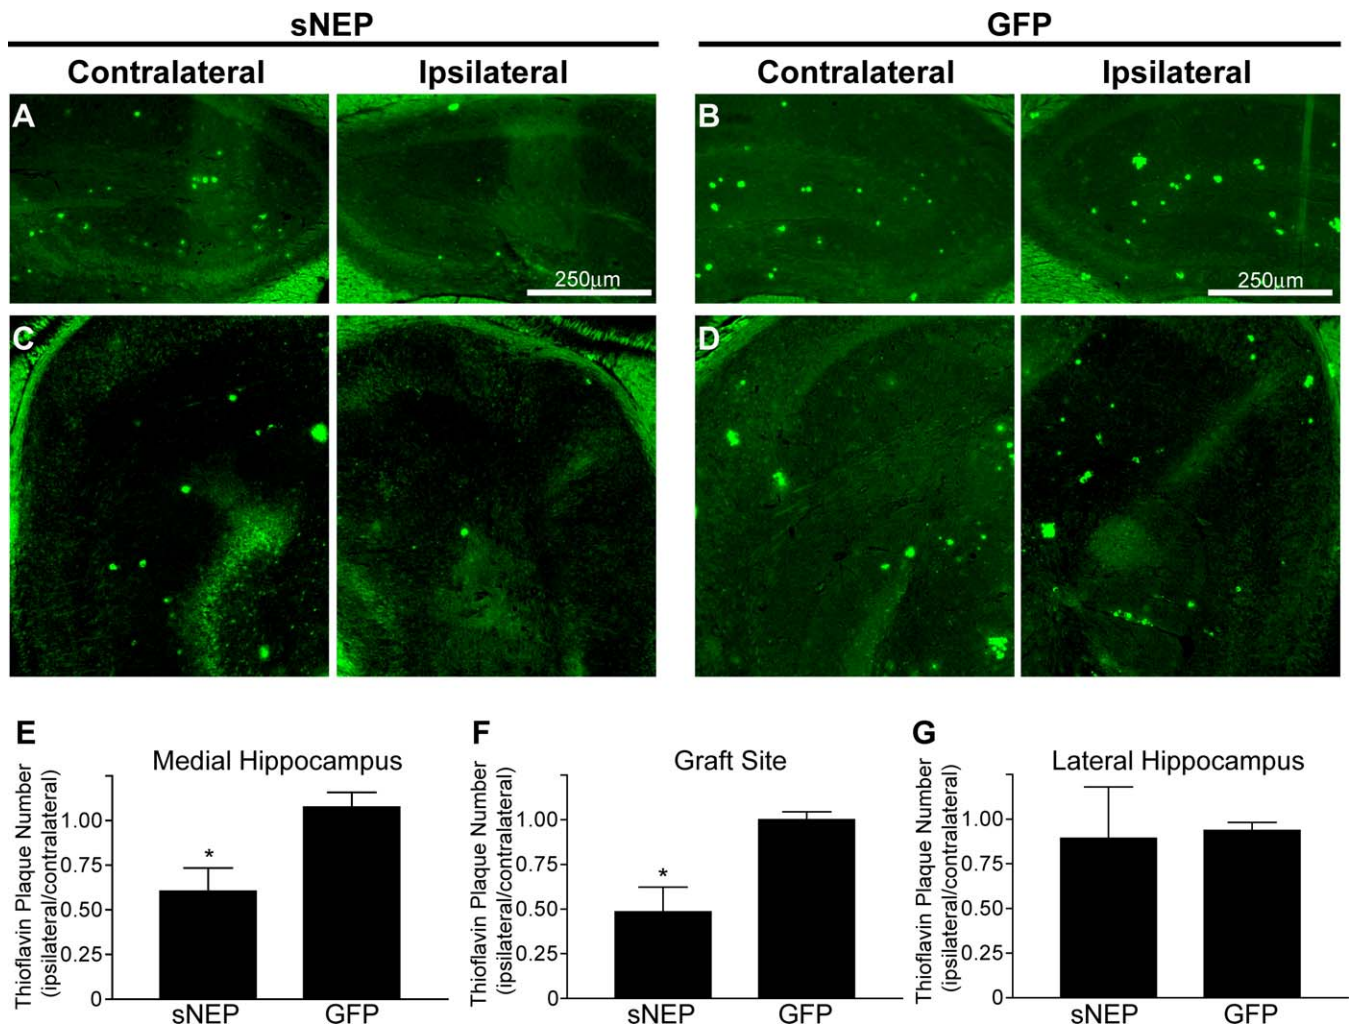 sNEP GFP
Contralateral Ipsilateral Contralateral Ipsilateral
A B
250µm 250µm
C D
E F G
Medial Hippocampus Graft Site Lateral Hippocampus
Thioflavin Plaque Number
(ipsilateral/contralateral)
1.00
0.75
0.50
0.25
0
*
sNEP GFP
Thioflavin Plaque Number
(ipsilateral/contralateral)
1.00
0.75
0.50
0.25
0
*
sNEP GFP
Thioflavin Plaque Number
(ipsilateral/contralateral)
1.00
0.75
0.50
0.25
0
sNEP GFP